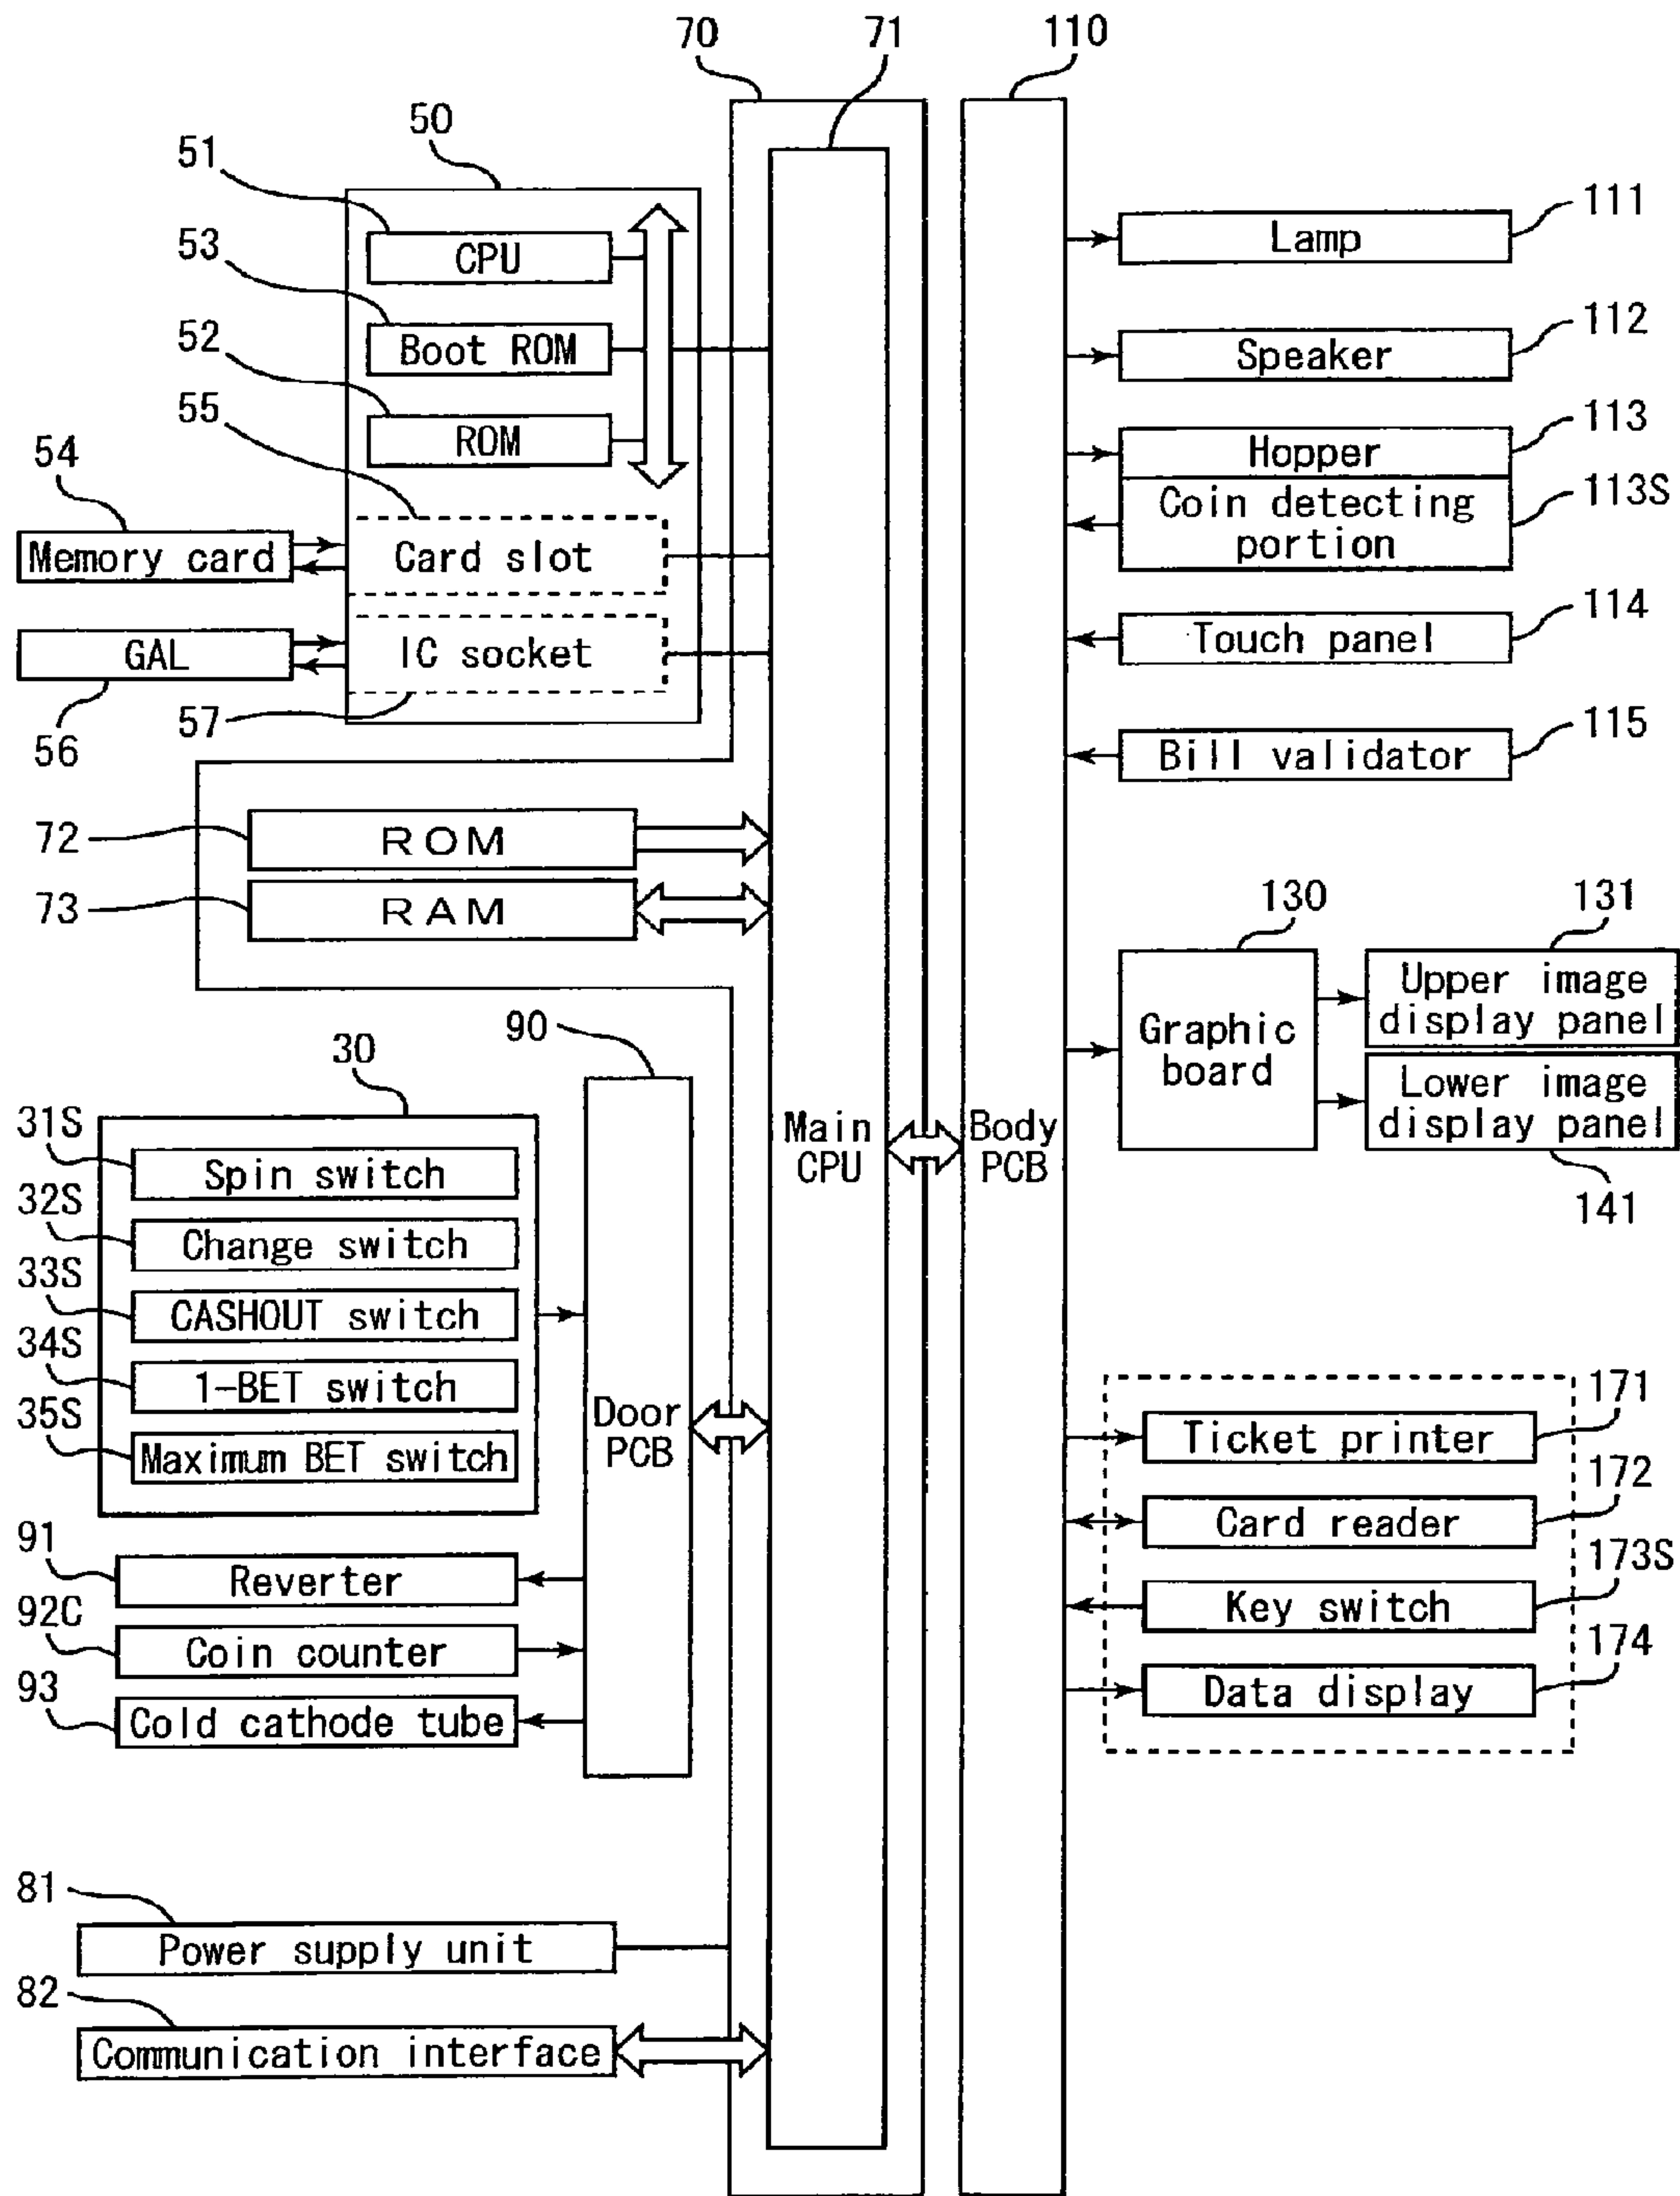 70
71
110
50
51
53
52
55
54
CPU
Boot ROM
ROM
Memory card
Card slot
GAL
IC socket
56
57
111
Lamp
112
Speaker
113
Hopper
113S
Coin detecting
portion
114
Touch panel
115
Bill validator
72
ROM
73
RAM
130
131
Graphic
board
Upper image
display panel
Lower image
display panel
141
90
30
31S
Spin switch
32S
Change switch
33S
CASHOUT switch
34S
1-BET switch
35S
Maximum BET switch
Door
PCB
Main
CPU
Body
PCB
91
Reverter
92C
Coin counter
93
Cold cathode tube
171
Ticket printer
172
Card reader
173S
Key switch
174
Data display
81
Power supply unit
82
Communication interface